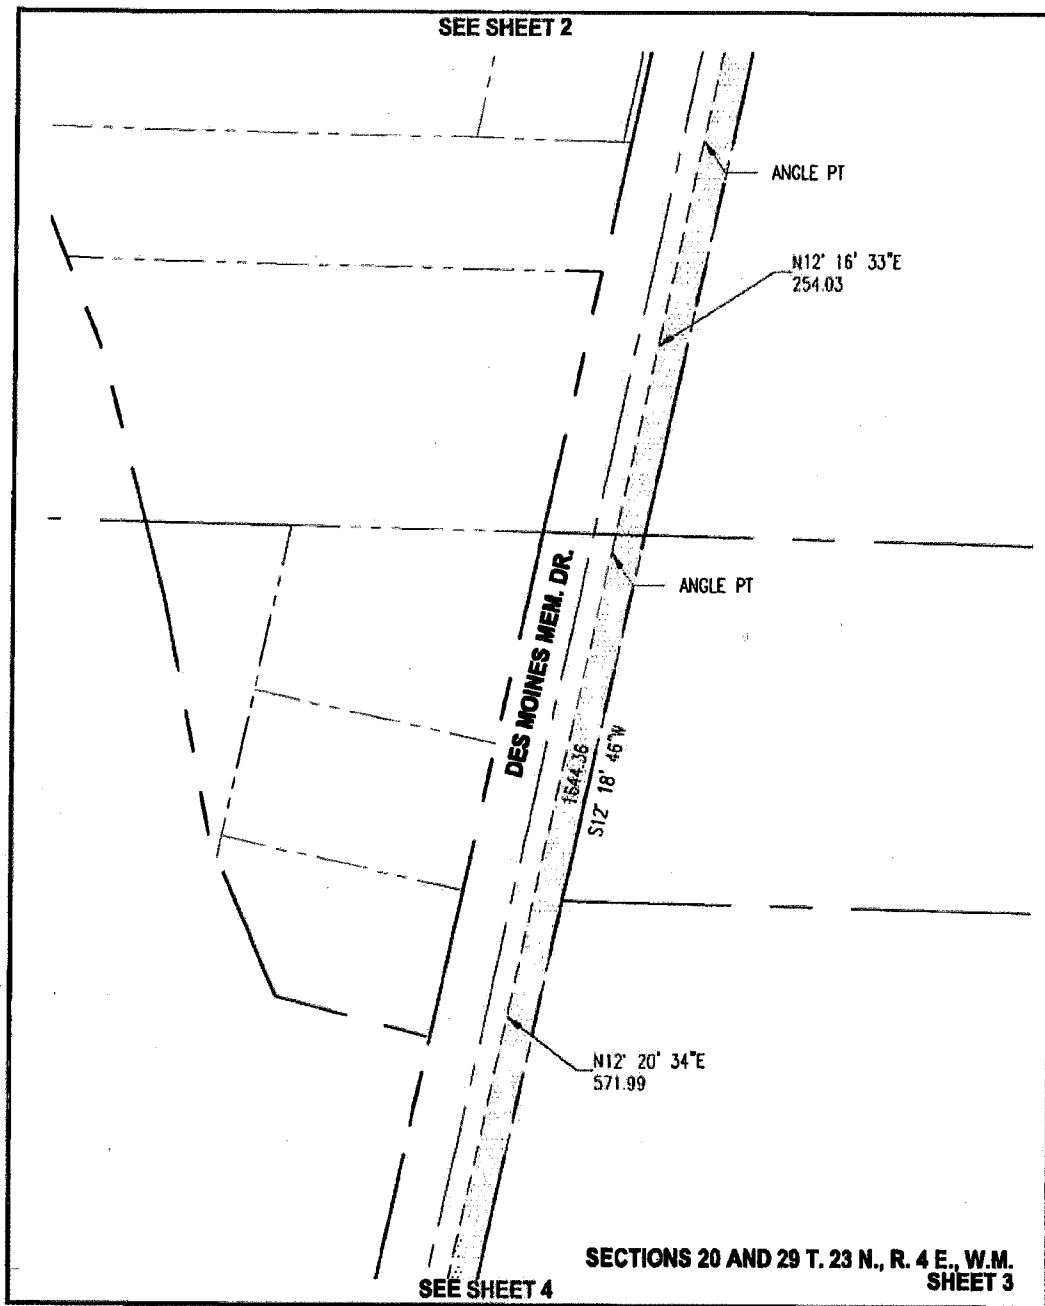 SEE SHEET 2
ANGLE PT
N12' 16' 33"E
254.03
ANGLE PT
DES MOINES MEM. DR.
1644.36
S12' 18' 46"W
N12' 20' 34"E
571.99
SECTIONS 20 AND 29 T. 23 N., R. 4 E., W.M.
SHEET 3
SEE SHEET 4